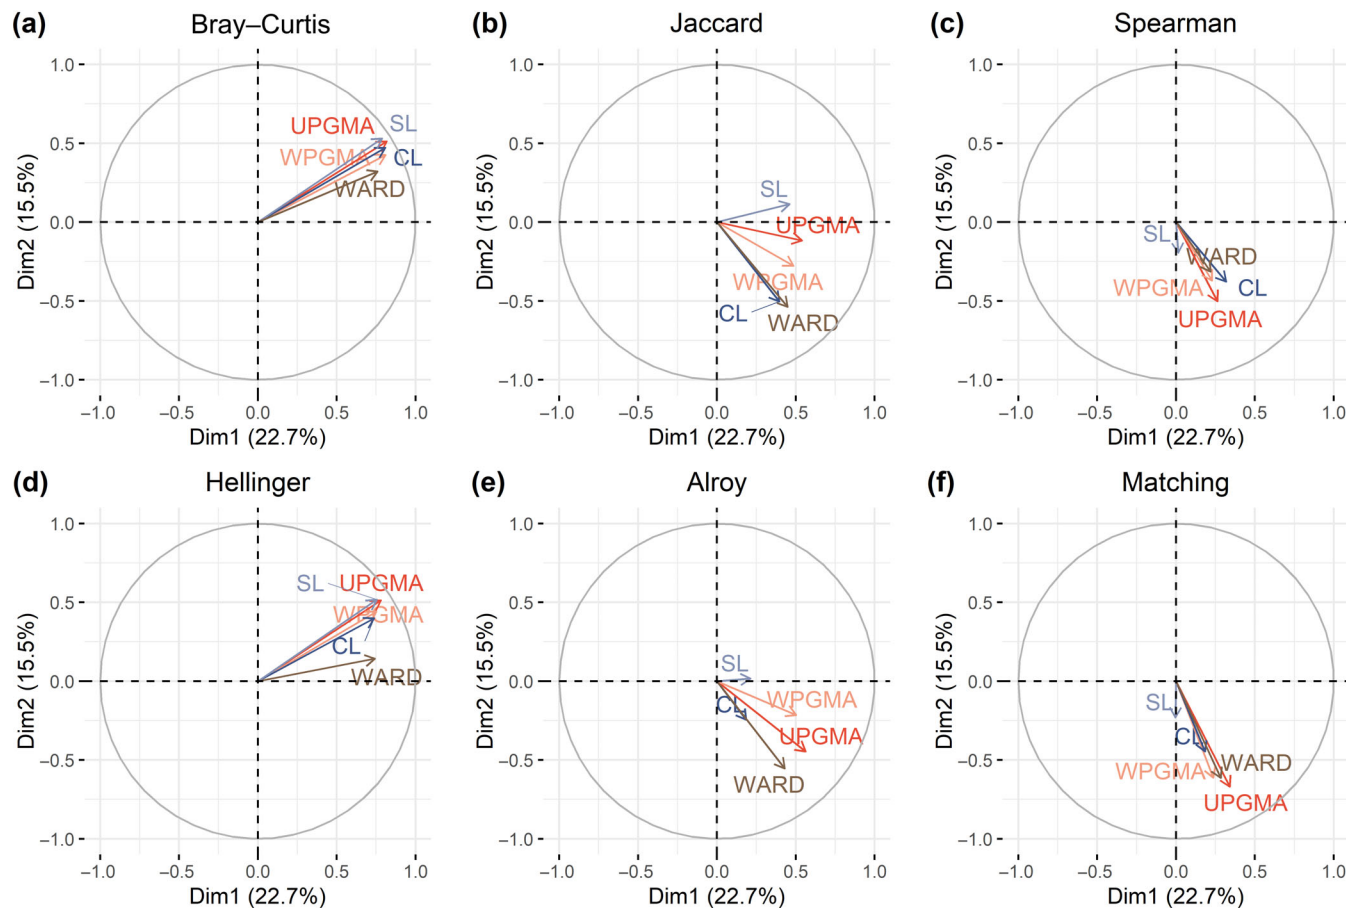 (a) Bray–Curtis
1.0
0.5
0.0
−0.5
−1.0
Dim2 (15.5%)
UPGMA
SL
WPGMA
CL
WARD
−1.0 −0.5 0.0 0.5 1.0
Dim1 (22.7%)
(b) Jaccard
1.0
0.5
0.0
−0.5
−1.0
Dim2 (15.5%)
SL
UPGMA
WPGMA
CL
WARD
−1.0 −0.5 0.0 0.5 1.0
Dim1 (22.7%)
(c) Spearman
1.0
0.5
0.0
−0.5
−1.0
Dim2 (15.5%)
SL
WARD
WPGMA
CL
UPGMA
−1.0 −0.5 0.0 0.5 1.0
Dim1 (22.7%)
(d) Hellinger
1.0
0.5
0.0
−0.5
−1.0
Dim2 (15.5%)
SL
UPGMA
WPGMA
CL
WARD
−1.0 −0.5 0.0 0.5 1.0
Dim1 (22.7%)
(e) Alroy
1.0
0.5
0.0
−0.5
−1.0
Dim2 (15.5%)
SL
WPGMA
CL
UPGMA
WARD
−1.0 −0.5 0.0 0.5 1.0
Dim1 (22.7%)
(f) Matching
1.0
0.5
0.0
−0.5
−1.0
Dim2 (15.5%)
SL
CL
WARD
WPGMA
UPGMA
−1.0 −0.5 0.0 0.5 1.0
Dim1 (22.7%)